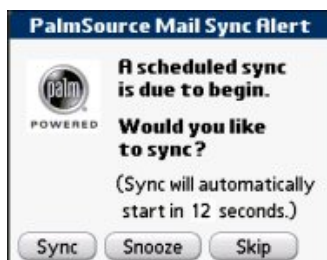 PalmSource Mail Sync Alert
palm
POWERED
A scheduled sync
is due to begin.
Would you like
to sync?
(Sync will automatically
start in 12 seconds.)
Sync Snooze Skip